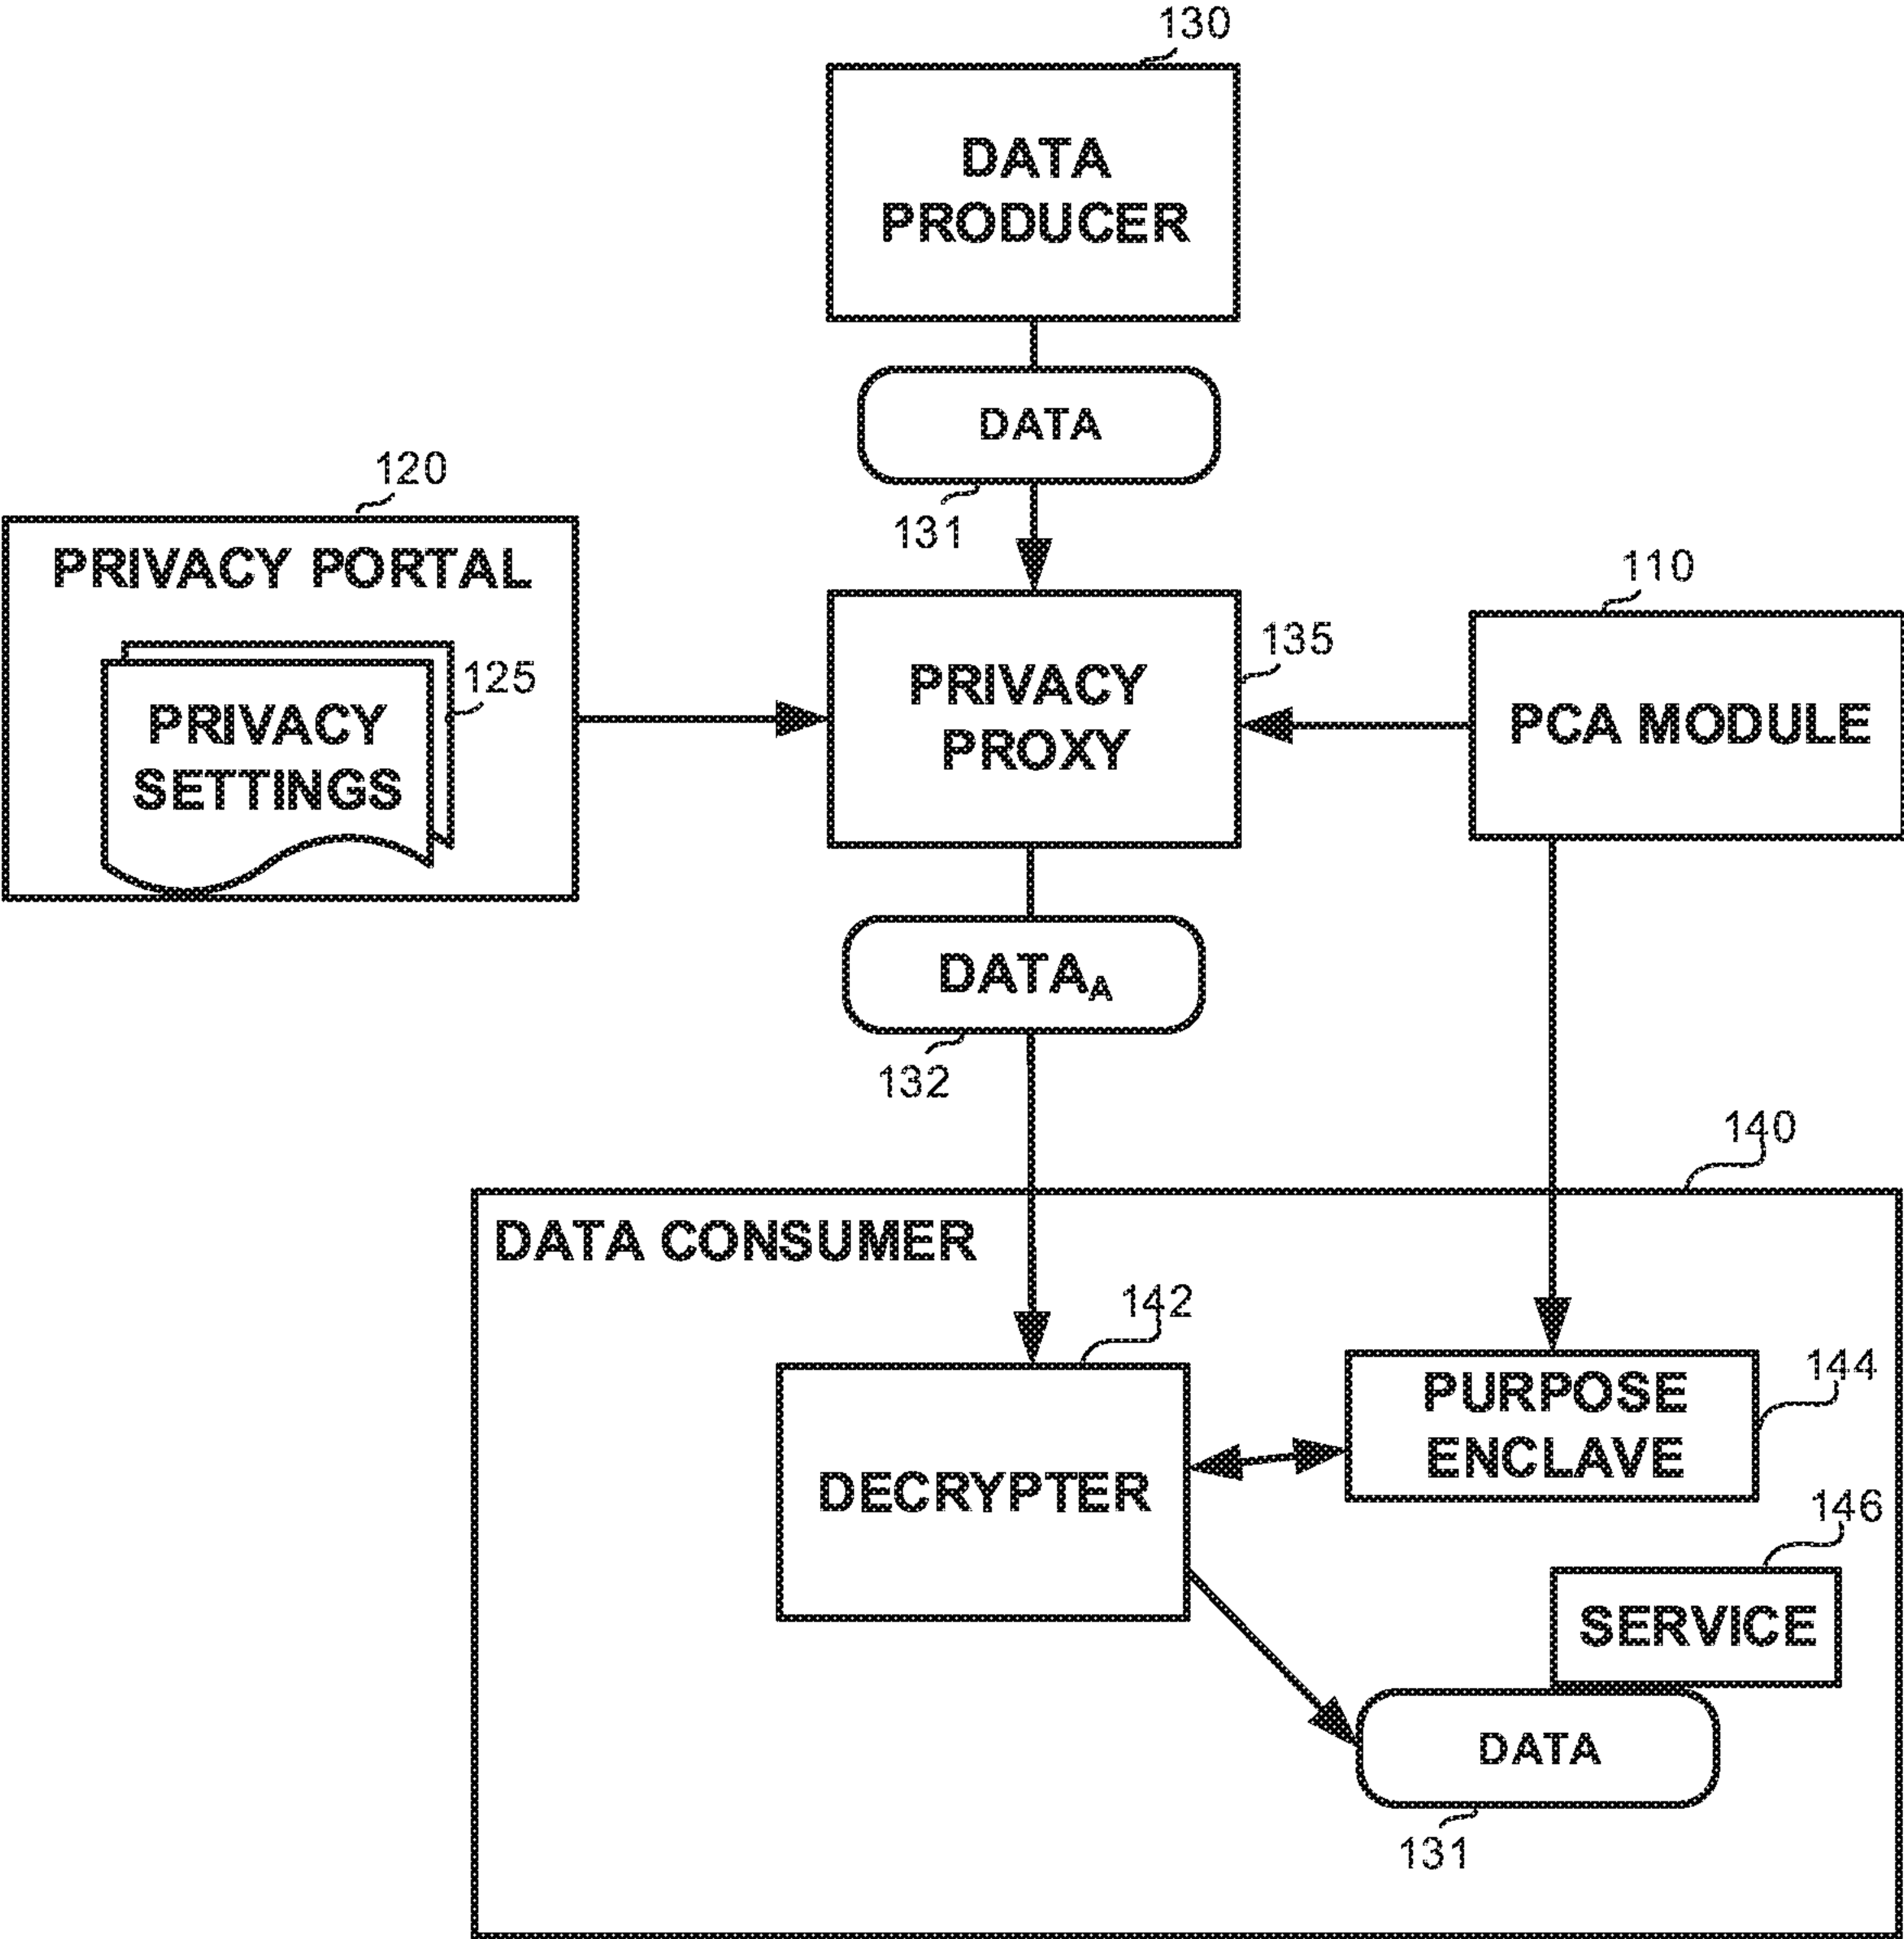 130
DATA
PRODUCER
DATA
131
120
PRIVACY PORTAL
125
PRIVACY
SETTINGS
110
135
PRIVACY
PROXY
PCA MODULE
DATAA
132
140
DATA CONSUMER
142
144
PURPOSE
ENCLAVE
DECRYPTER
146
SERVICE
DATA
131